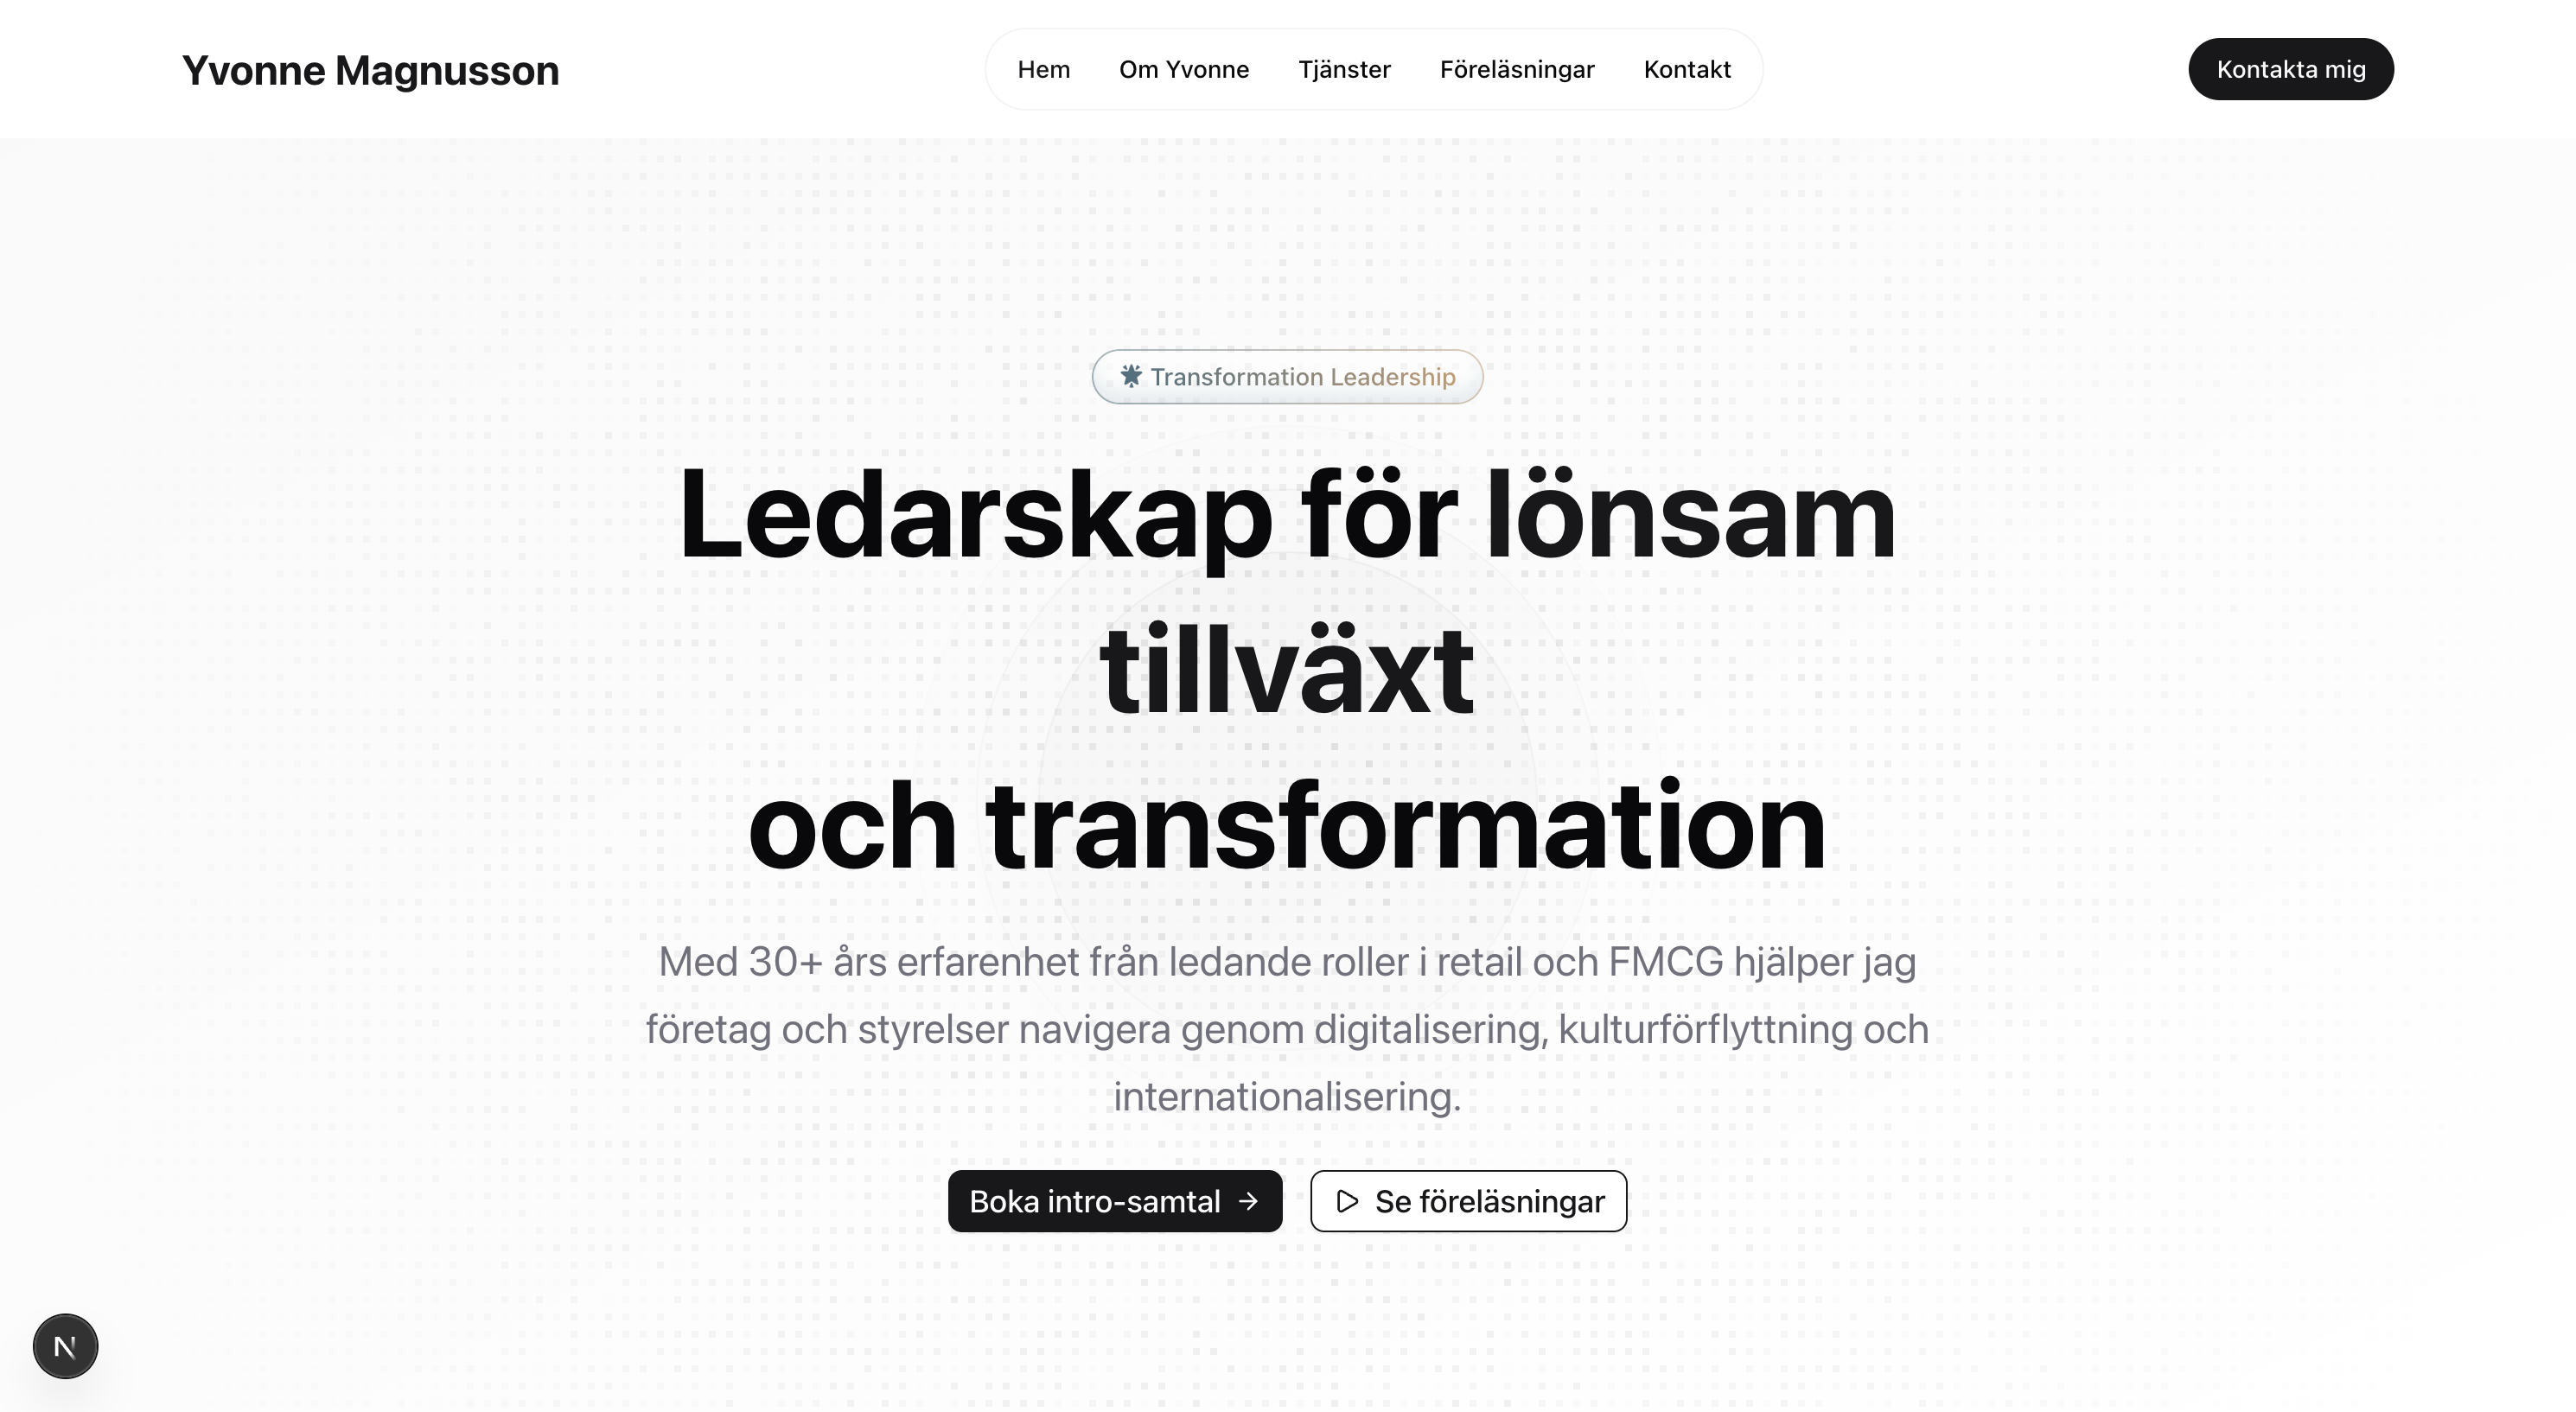 Yvonne Magnusson
Hem Om Yvonne Tjänster Föreläsningar Kontakt
Kontakta mig
Transformation Leadership
Ledarskap för lönsam
tillväxt
och transformation
Med 30+ års erfarenhet från ledande roller i retail och FMCG hjälper jag
företag och styrelser navigera genom digitalisering, kulturförflyttning och
internationalisering.
Boka intro-samtal →
Se föreläsningar
N